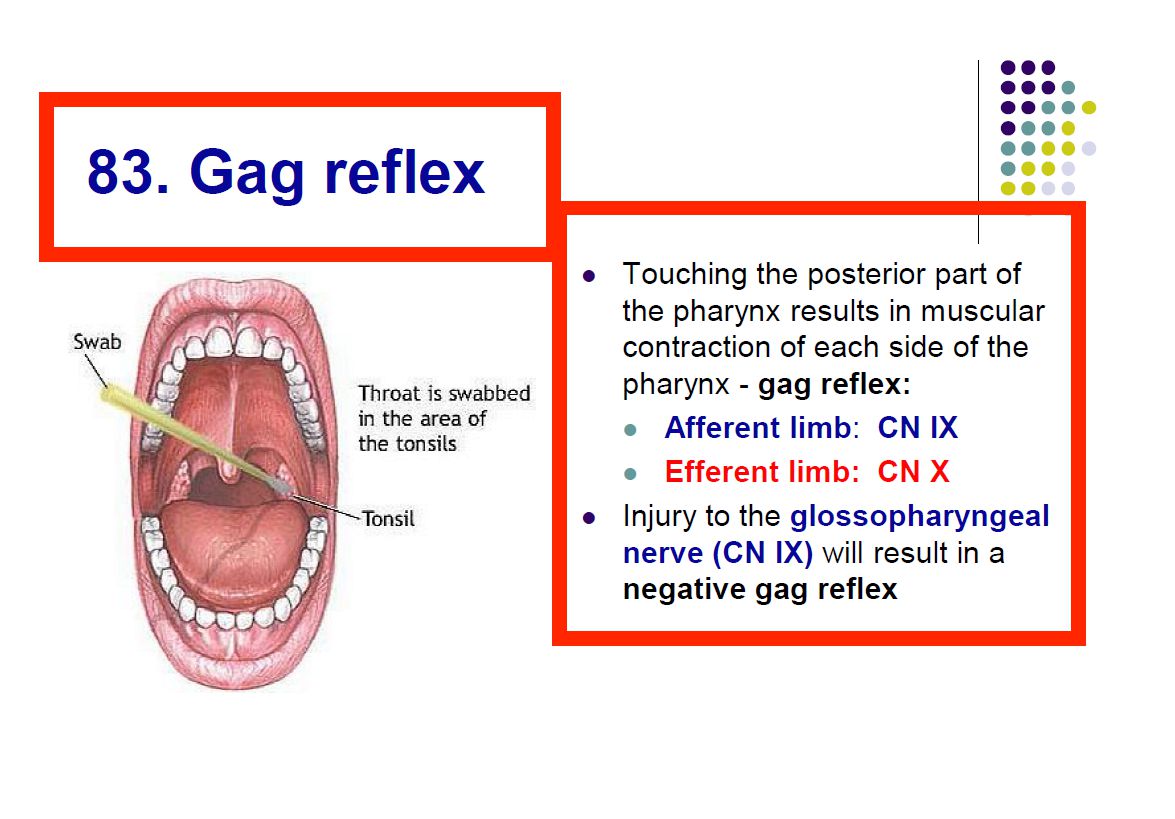 83. Gag reflex
Swab
Throat is swabbed
in the area of
the tonsils
Tonsil
Touching the posterior part of
the pharynx results in muscular
contraction of each side of the
pharynx - gag reflex:
Afferent limb: CN IX
Efferent limb: CN X
Injury to the glossopharyngeal
nerve (CN IX) will result in a
negative gag reflex